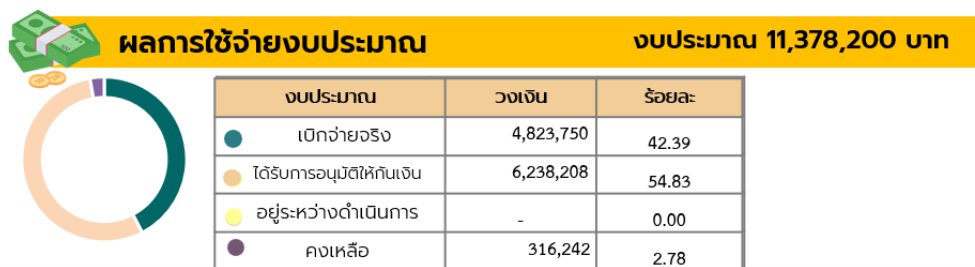 ผลการใช้จ่ายงบประมาณ งบประมาณ 11,378,200 บาท
งบประมาณ วงเงิน ร้อยละ
เบิกจ่ายจริง 4,823,750 42.39
ได้รับการอนุมัติให้กันเงิน 6,238,208 54.83
อยู่ระหว่างดำเนินการ - 0.00
คงเหลือ 316,242 2.78